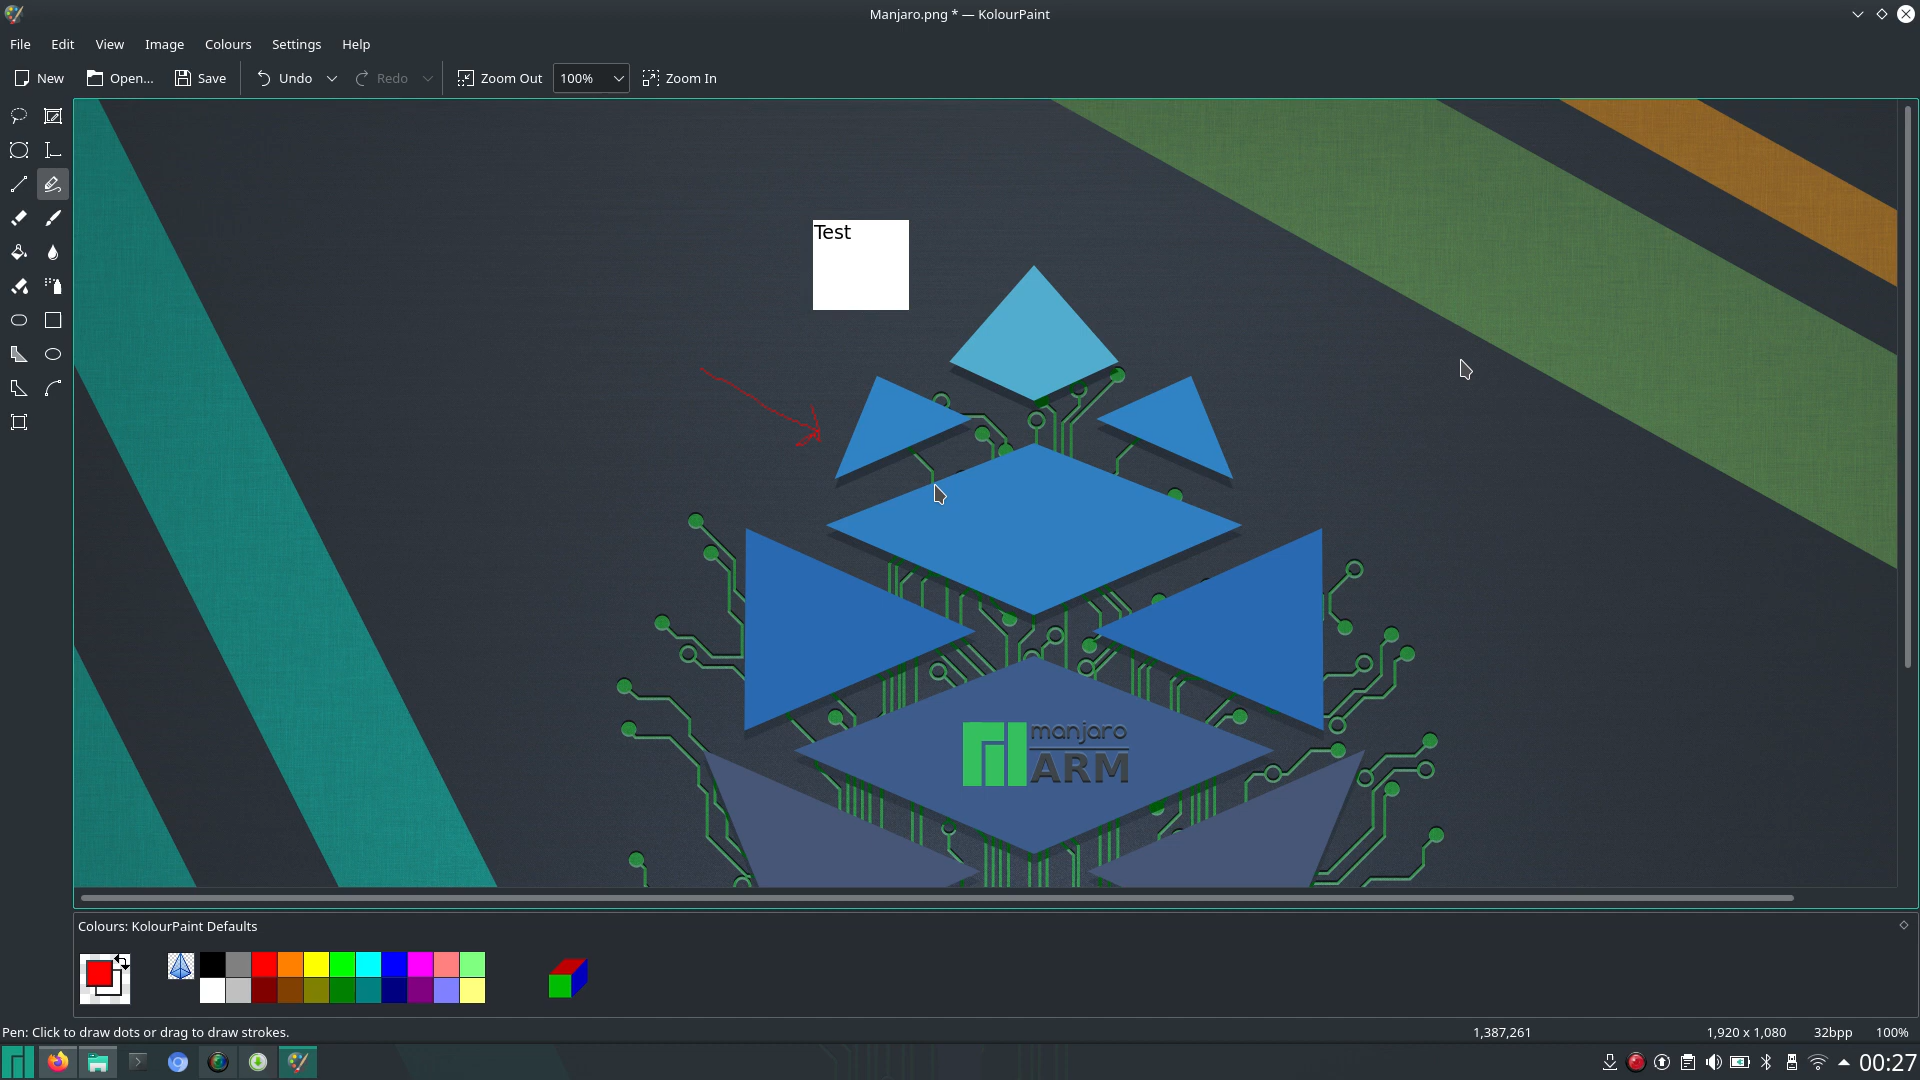 Manjaro.png * — KolourPaint
File Edit View Image Colours Settings Help
New Open... Save Undo Redo Zoom Out 100% Zoom In
Test
manjaro
ARM
Colours: KolourPaint Defaults
Pen: Click to draw dots or drag to draw strokes. 1,387,261 1,920 x 1,080 32bpp 100%
00:27